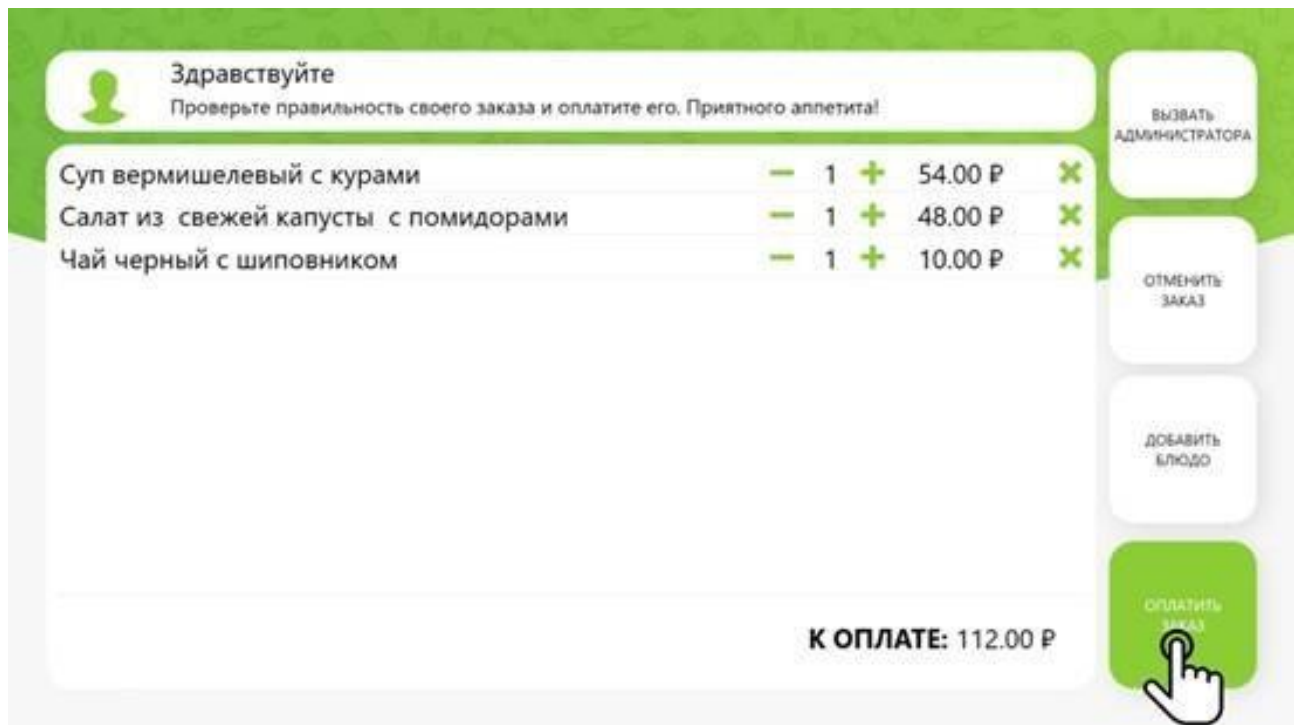 Здравствуйте
Проверьте правильность своего заказа и оплатите его. Приятного аппетита!
ВЫЗВАТЬ
АДМИНИСТРАТОРА
Суп вермишелевый с курами – 1 + 54.00 ₽ ×
Салат из свежей капусты с помидорами – 1 + 48.00 ₽ ×
Чай черный с шиповником – 1 + 10.00 ₽ ×
ОТМЕНИТЬ
ЗАКАЗ
ДОБАВИТЬ
БЛЮДО
К ОПЛАТЕ: 112.00 ₽
ОПЛАТИТЬ
ЗАКАЗ